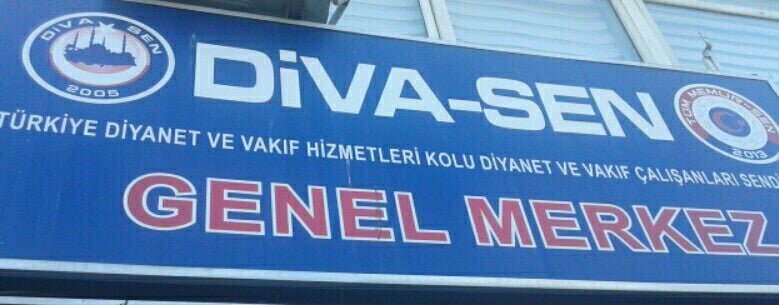 DİVA-SEN
2005
DİVA-SEN
TÜM MEMUR-SEN
2013
TÜRKİYE DİYANET VE VAKIF HİZMETLERİ KOLU DİYANET VE VAKIF ÇALIŞANLARI SENDİ
GENEL MERKEZ